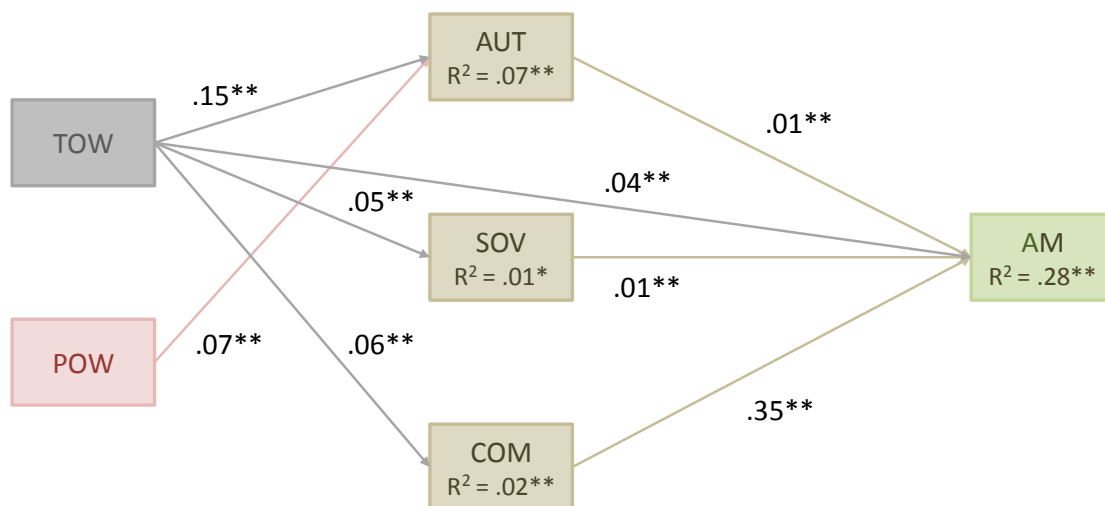 AUT
R² = .07**
.15**
TOW
.01**
.04**
.05**
SOV
R² = .01*
AM
R² = .28**
.01**
POW
.07**
.06**
.35**
COM
R² = .02**